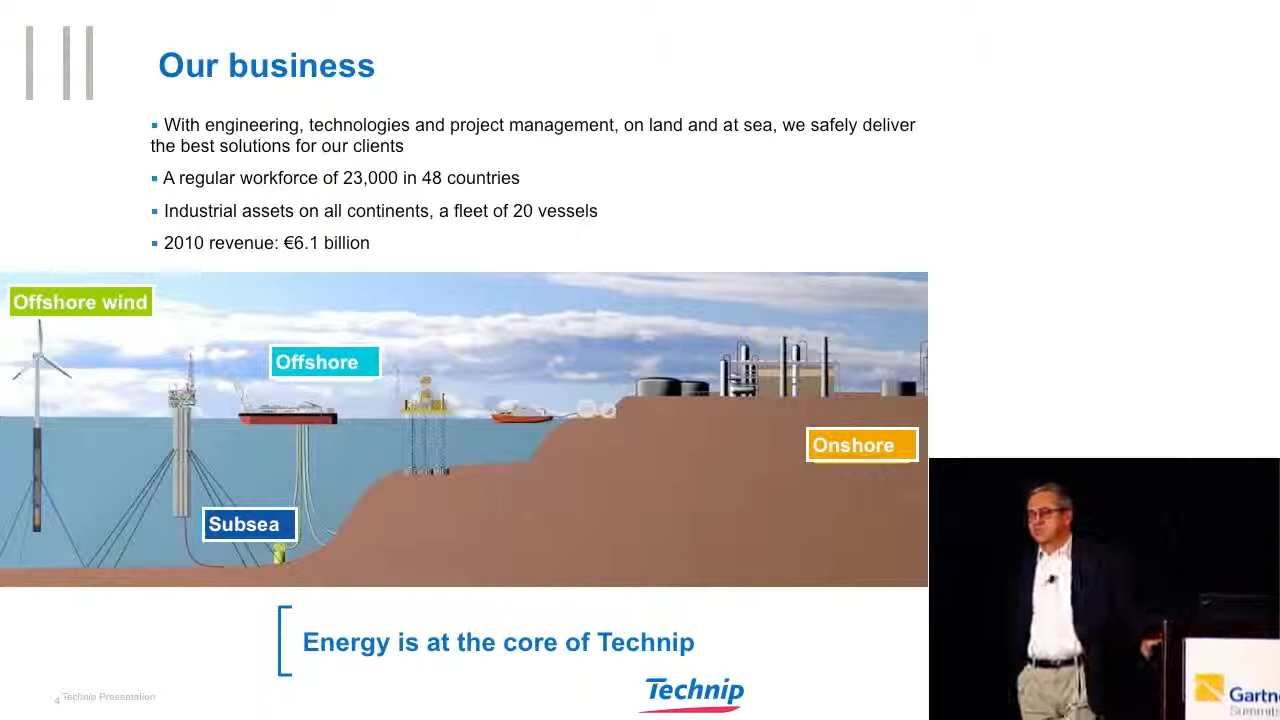 Our business
▪ With engineering, technologies and project management, on land and at sea, we safely deliver
the best solutions for our clients
▪ A regular workforce of 23,000 in 48 countries
▪ Industrial assets on all continents, a fleet of 20 vessels
▪ 2010 revenue: €6.1 billion
Offshore wind
Offshore
Onshore
Subsea
Energy is at the core of Technip
Technip
4 Technip Presentation